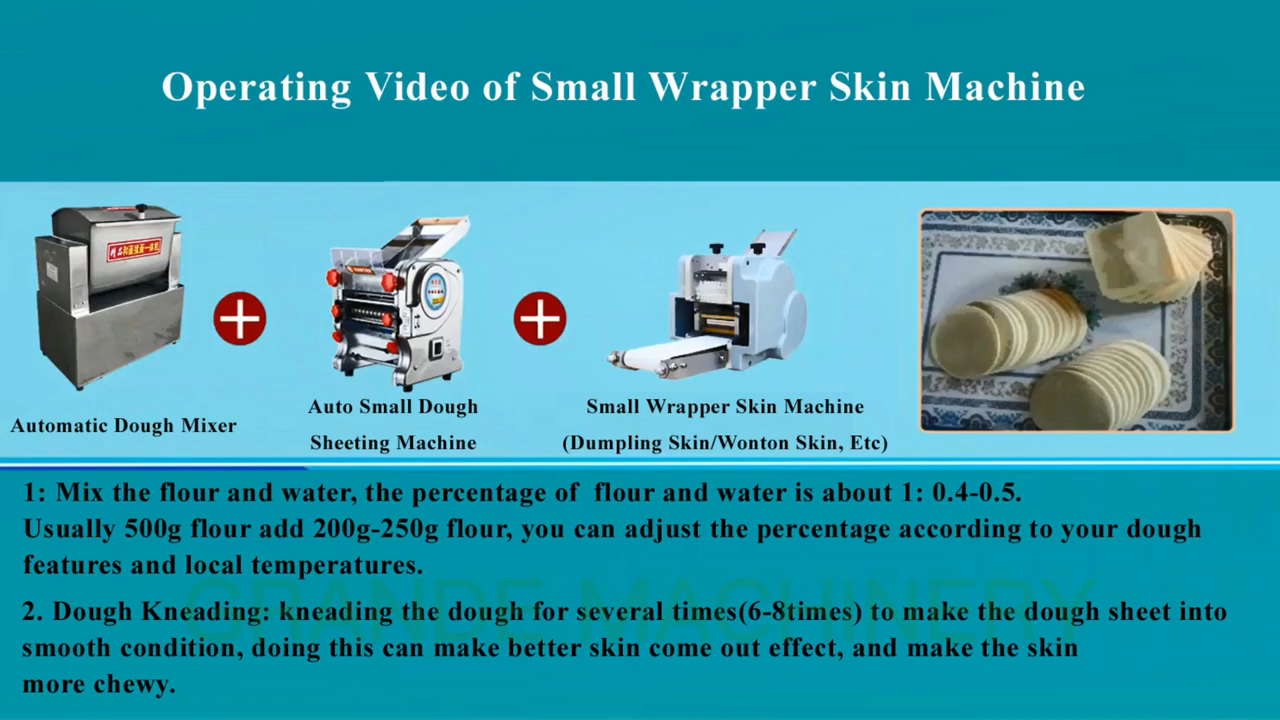 Operating Video of Small Wrapper Skin Machine
Automatic Dough Mixer
Auto Small Dough
Sheeting Machine
Small Wrapper Skin Machine
(Dumpling Skin/Wonton Skin, Etc)
1: Mix the flour and water, the percentage of flour and water is about 1: 0.4-0.5.
Usually 500g flour add 200g-250g flour, you can adjust the percentage according to your dough
features and local temperatures.
GRANDE MACHINERY
2. Dough Kneading: kneading the dough for several times(6-8times) to make the dough sheet into
smooth condition, doing this can make better skin come out effect, and make the skin
more chewy.